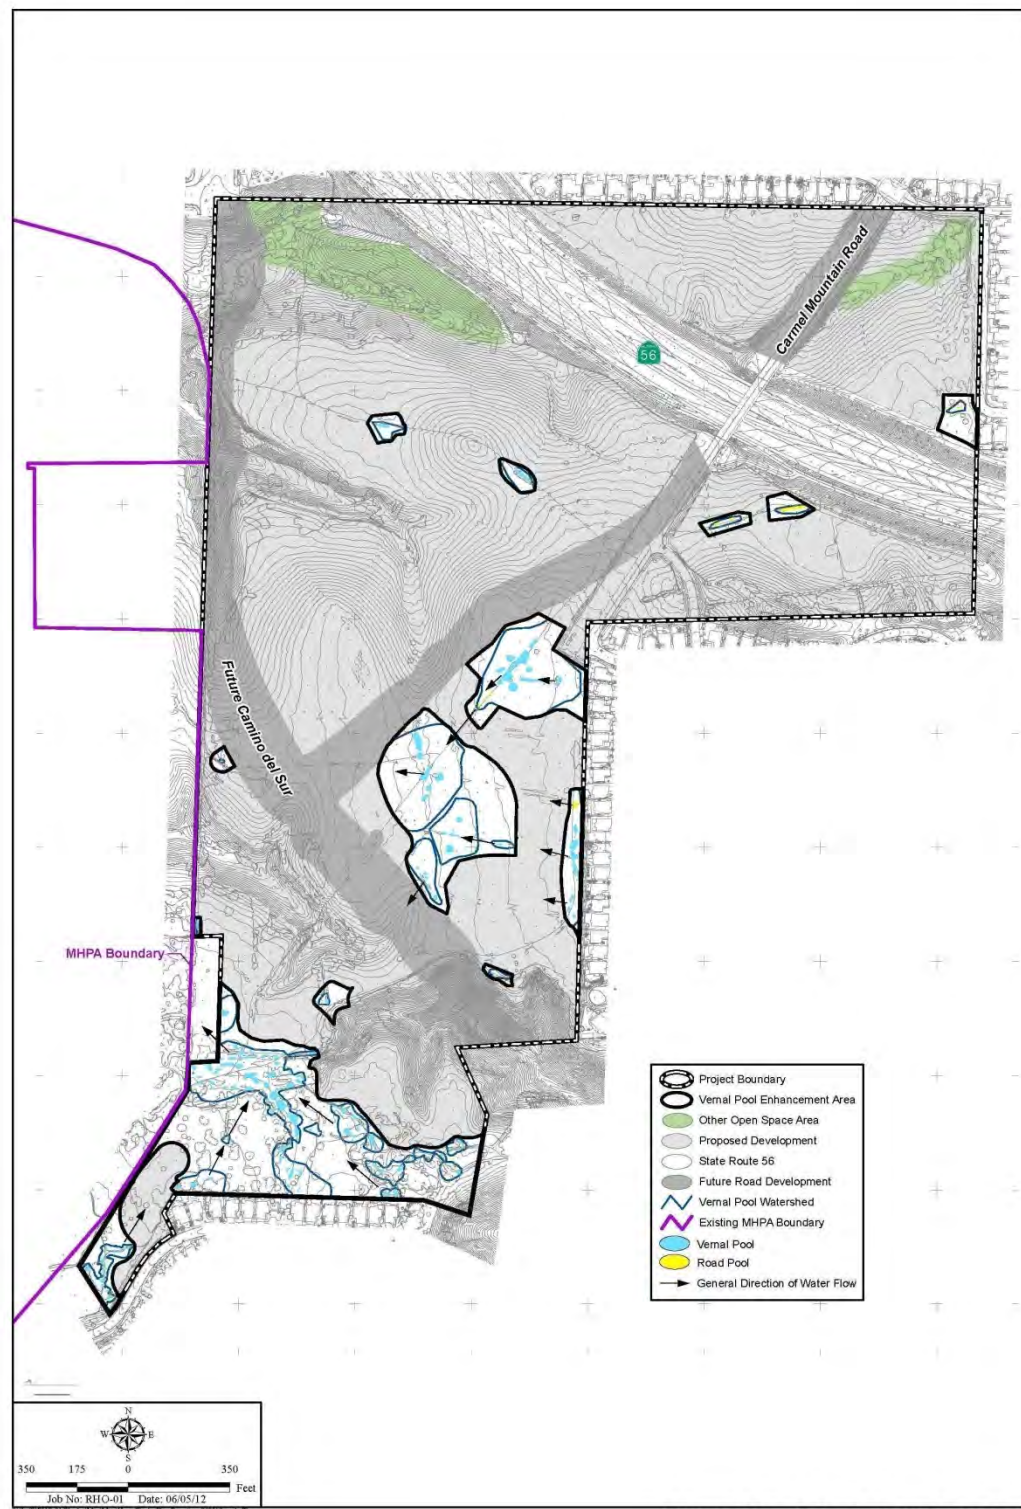 Carmel Mountain Road
56
Future Camino del Sur
MHPA Boundary
Project Boundary
Vernal Pool Enhancement Area
Other Open Space Area
Proposed Development
State Route 56
Future Road Development
Vernal Pool Watershed
Existing MHPA Boundary
Vernal Pool
Road Pool
General Direction of Water Flow
N
W E
S
350 175 0 350
Feet
Job No: RHO-01 Date: 06/05/12